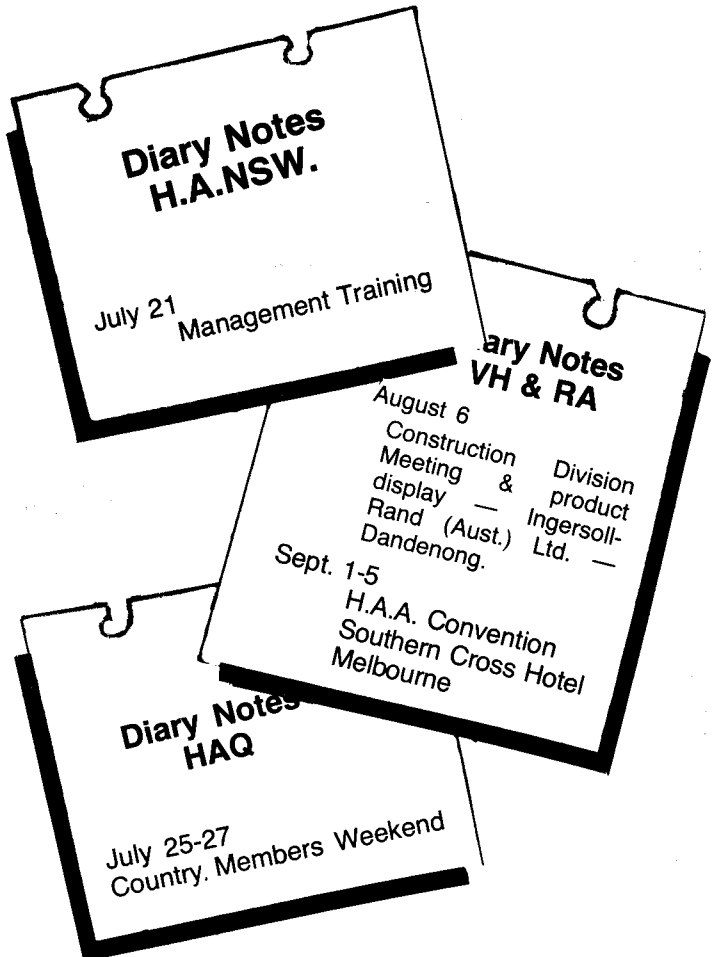 Diary Notes
H.A.NSW.
July 21
Management Training
ary Notes
VH & RA
August 6
Construction Division
Meeting & product
display — Ingersoll-
Rand (Aust.) Ltd. —
Dandenong.
Sept. 1-5
H.A.A. Convention
Southern Cross Hotel
Melbourne
Diary Notes
HAQ
July 25-27
Country. Members Weekend